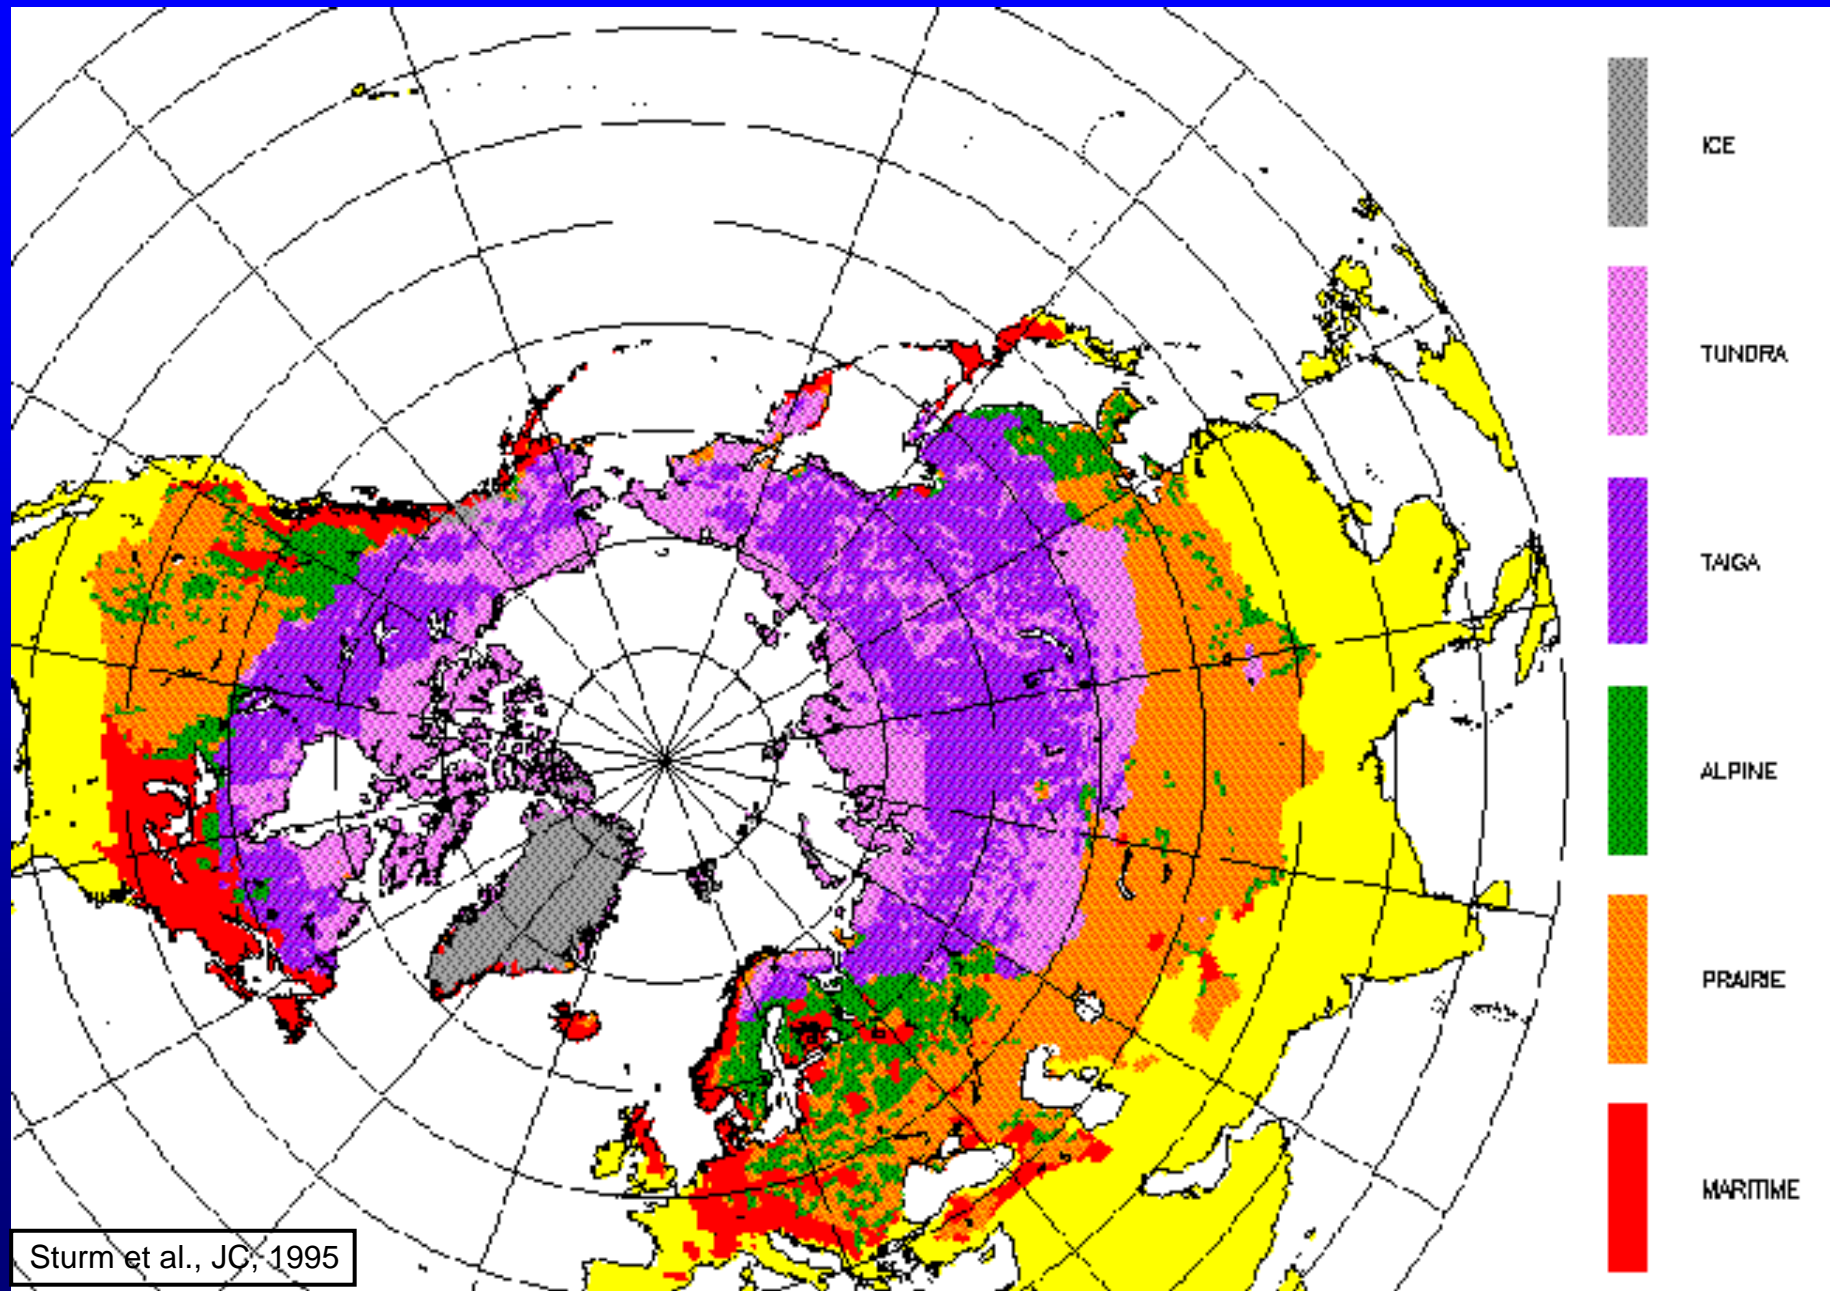 ICE
TUNDRA
TAIGA
ALPINE
PRAIRIE
MARITIME
Sturm et al., JC, 1995